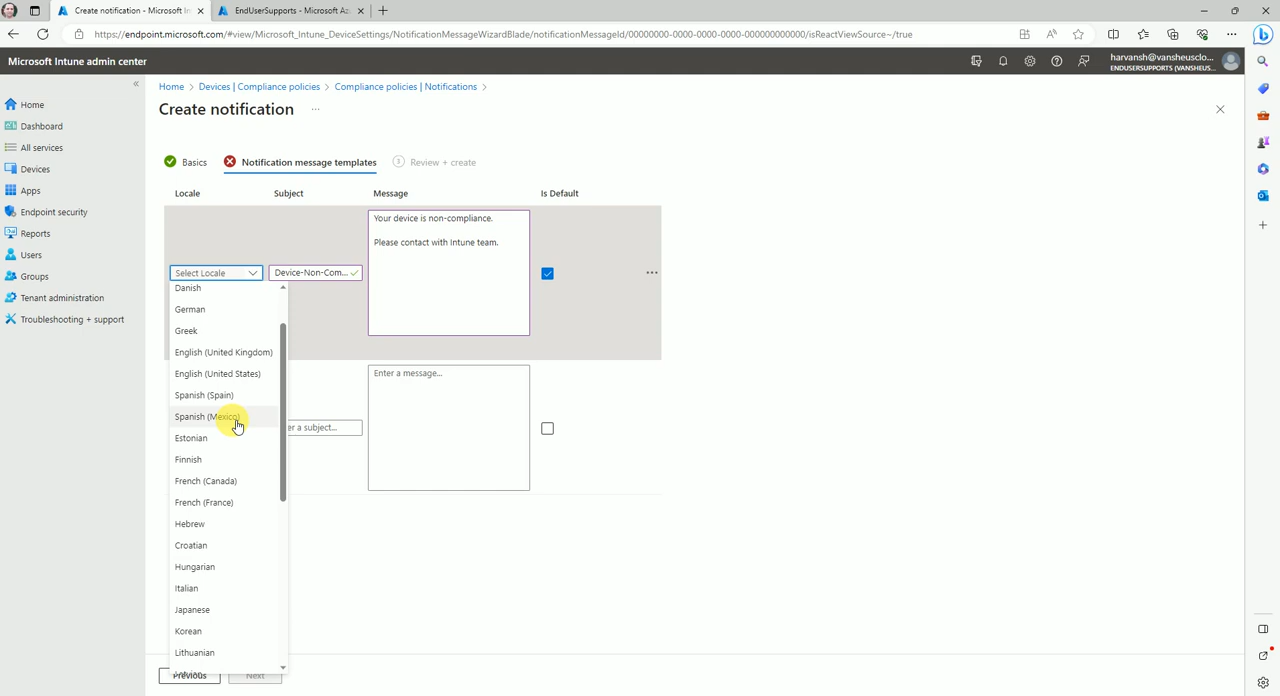 Create notification - Microsoft In
EndUserSupports - Microsoft Az
https://endpoint.microsoft.com/#view/Microsoft_Intune_DeviceSettings/NotificationMessageWizardBlade/notificationMessageId/00000000-0000-0000-0000-000000000000/isReactViewSource~/true
Microsoft Intune admin center
harvansh@vansheusclo...
ENDUSERSUPPORTS (VANSHEUS...
Home > Devices | Compliance policies > Compliance policies | Notifications >
Create notification ...
Home
Dashboard
All services
Devices
Apps
Endpoint security
Reports
Users
Groups
Tenant administration
Troubleshooting + support
Basics
Notification message templates
3 Review + create
Locale Subject Message Is Default
Your device is non-compliance.
Please contact with Intune team.
Select Locale
Device-Non-Com...
Danish
German
Greek
English (United Kingdom)
English (United States)
Spanish (Spain)
Spanish (Mexico)
Estonian
Finnish
French (Canada)
French (France)
Hebrew
Croatian
Hungarian
Italian
Japanese
Korean
Lithuanian
Enter a message...
er a subject...
Previous
Next